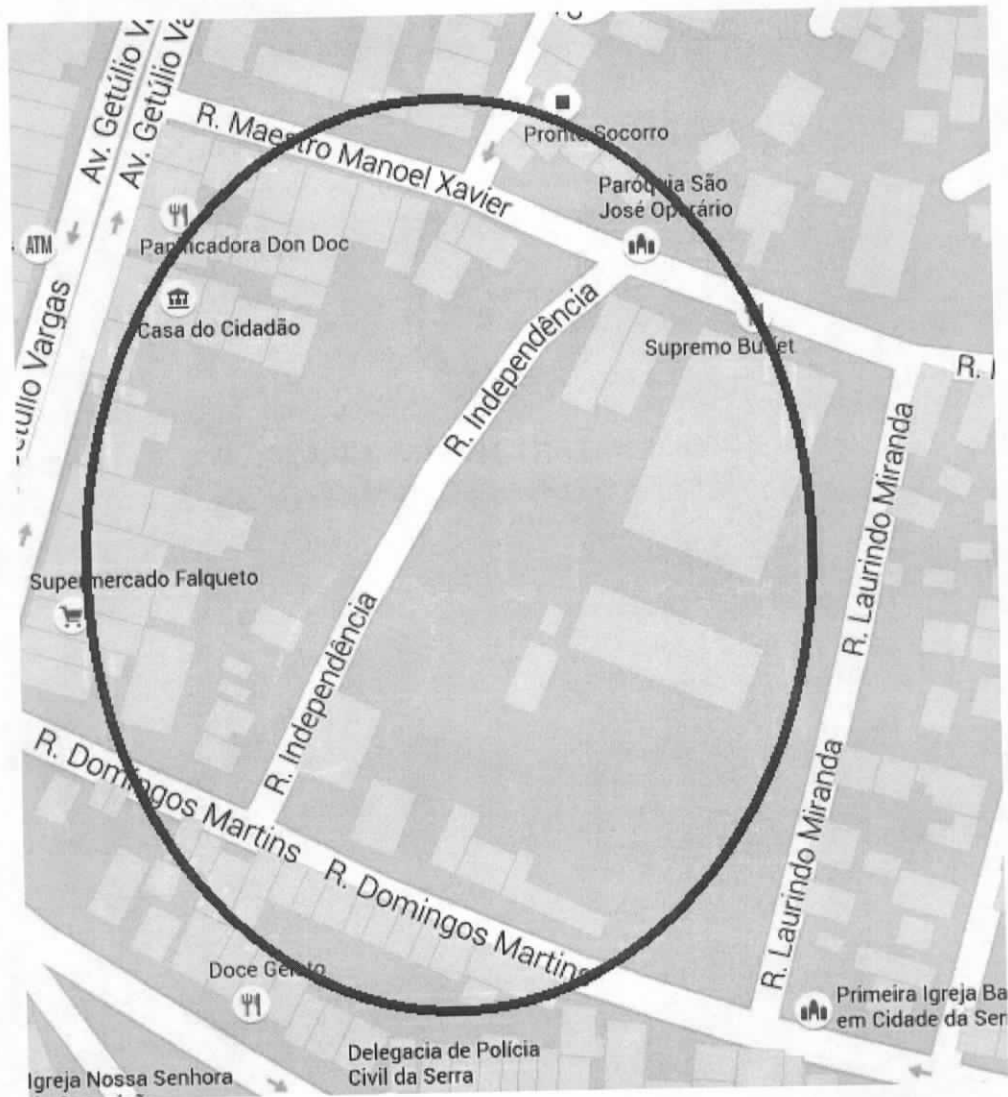 Av. Getúlio V
Av. Getúlio Va
R. Maestro Manoel Xavier
Pronto Socorro
Paróquia São
José Operário
ATM
Panificadora Don Doc
Casa do Cidadão
etúlio Vargas
R. Independência
Supremo Buffet
R.
R. Laurindo Miranda
Supermercado Falqueto
R. Independência
R. Domingos Martins
R. Domingos Martins
R. Laurindo Miranda
Doce Gelato
Primeira Igreja Ba
em Cidade da Ser
Delegacia de Polícia
Civil da Serra
Igreja Nossa Senhora